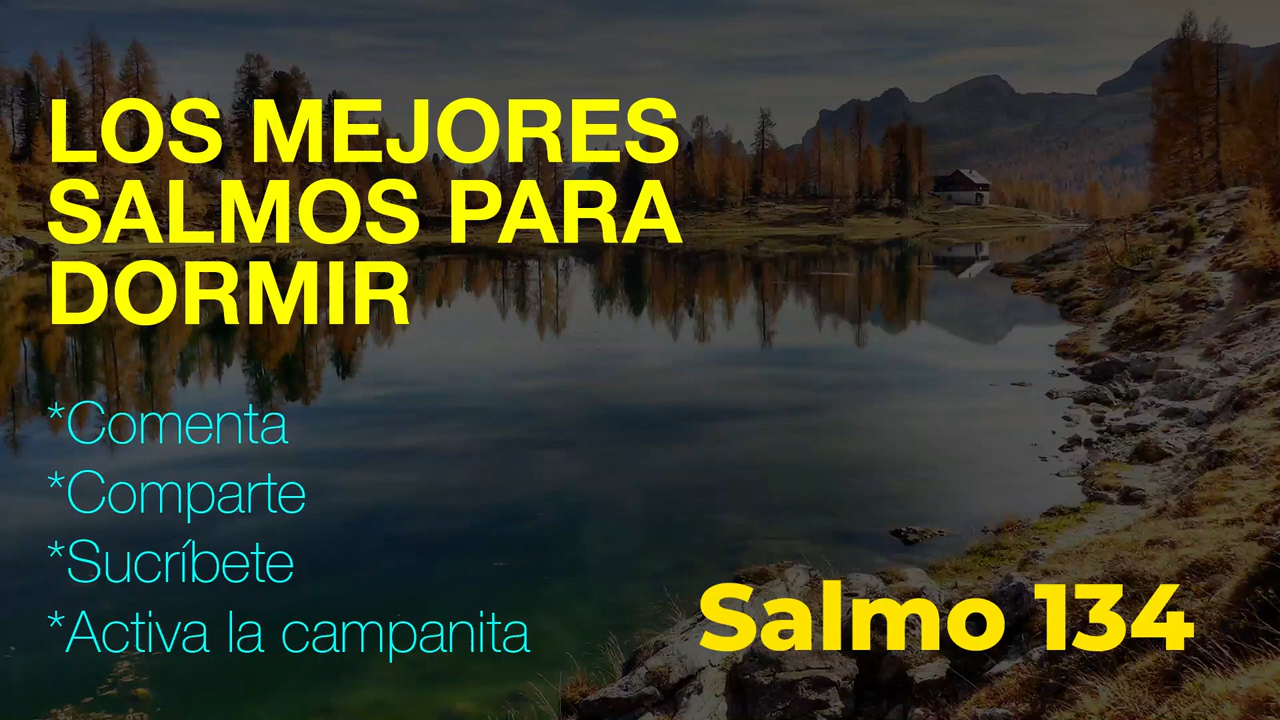 LOS MEJORES
SALMOS PARA
DORMIR
*Comenta
*Comparte
*Sucríbete
*Activa la campanita
Salmo 134